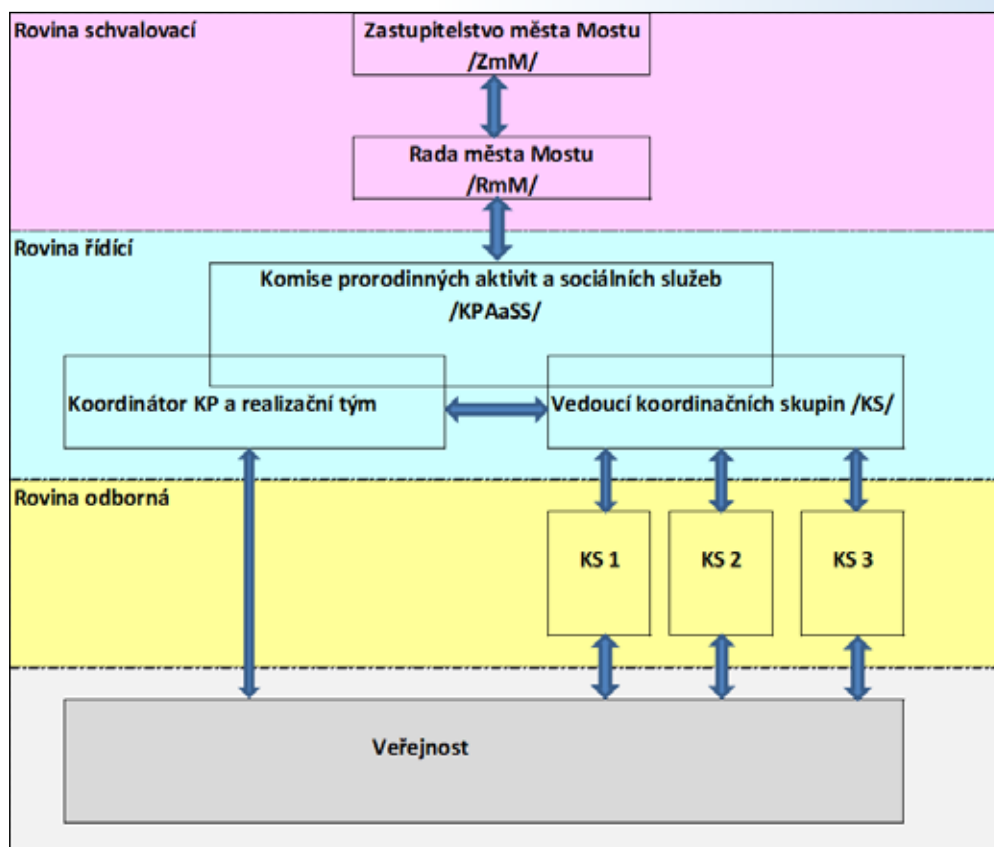 Rovina schvalovací
Zastupitelstvo města Mostu
/ZmM/
Rada města Mostu
/RmM/
Rovina řídící
Komise prorodinných aktivit a sociálních služeb
/KPAaSS/
Koordinátor KP a realizační tým
Vedoucí koordinačních skupin /KS/
Rovina odborná
KS 1
KS 2
KS 3
Veřejnost